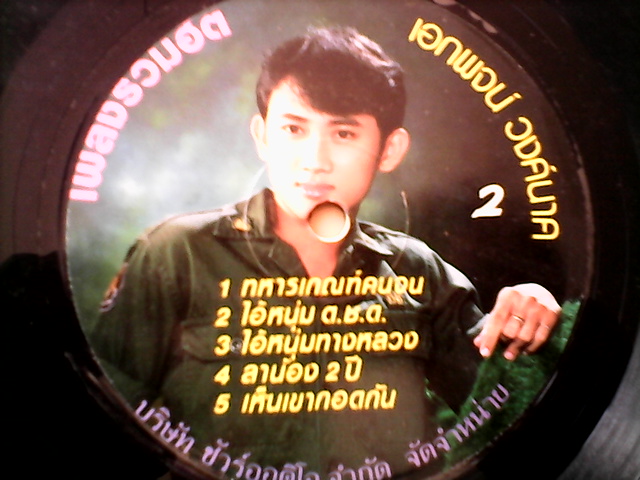 เพลงรวมฮิต
เอกพจน์ วงศ์นาค
2
1 ทหารเกณฑ์คนจน
2 ไอ้หนุ่ม ต.ช.ด.
3 ไอ้หนุ่มทางหลวง
4 ลาน้อง 2 ปี
5 เห็นเขากอดกัน
บริษัท ชัวร์ออดิโอ จำกัด จัดจำหน่าย